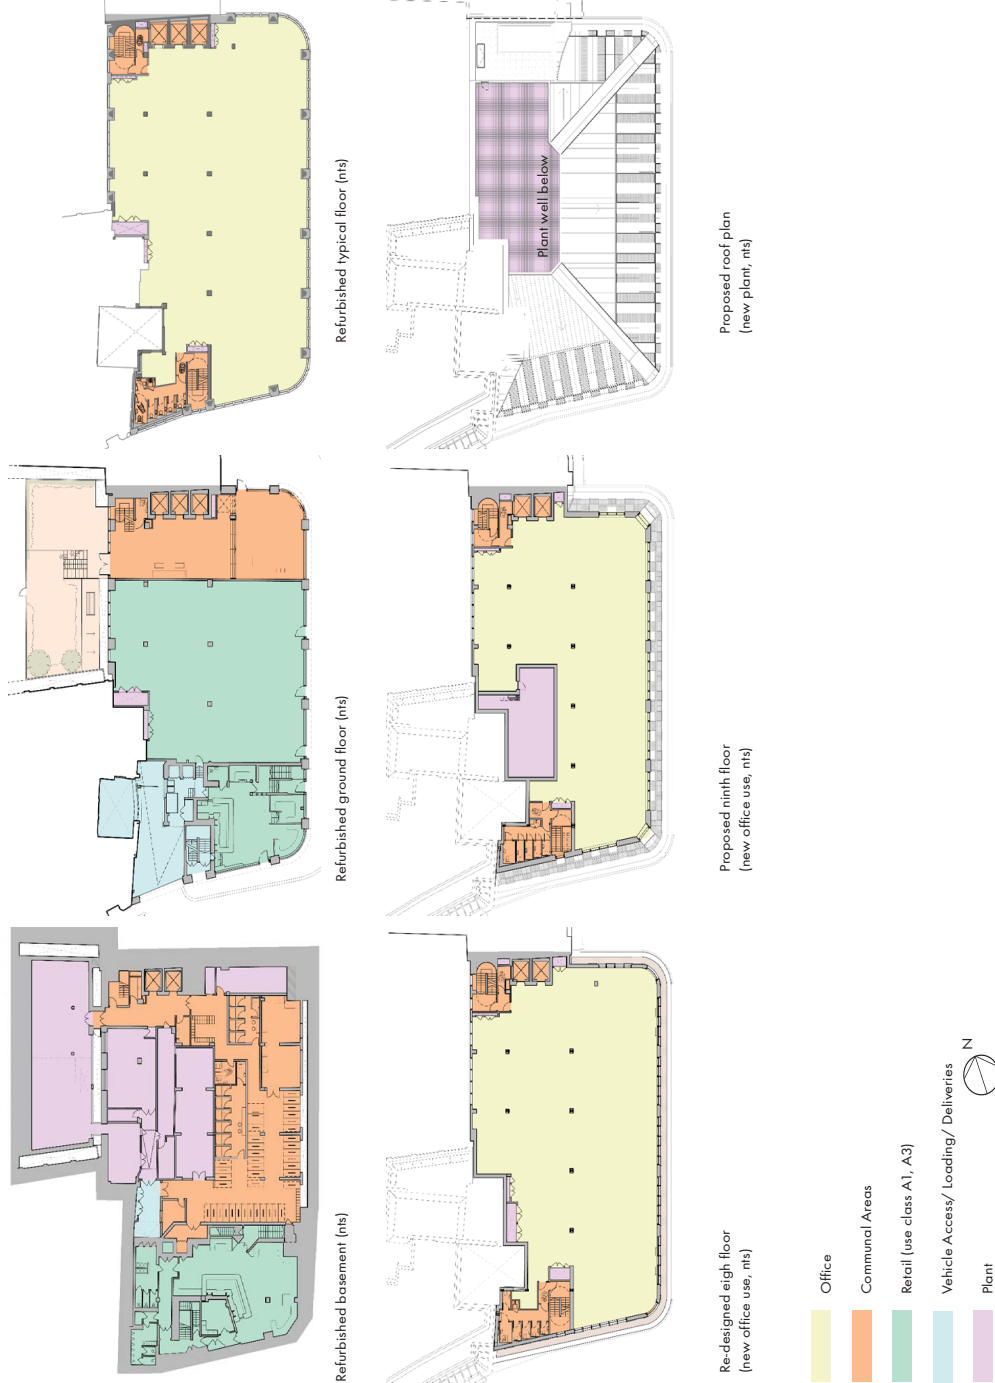 Refurbished basement (nts)
Refurbished ground floor (nts)
Refurbished typical floor (nts)
Re-designed eigh floor
(new office use, nts)
Proposed ninth floor
(new office use, nts)
Plant well below
Proposed roof plan
(new plant, nts)
Office
Communal Areas
Retail (use class A1, A3)
Vehicle Access/ Loading/ Deliveries
Plant
N